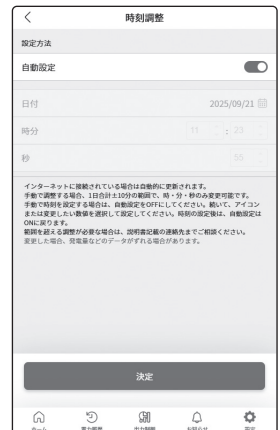 時刻調整
設定方法
自動設定
日付 2025/09/21
時分 11 : 23
秒 55
インターネットに接続されている場合は自動的に更新されます。
手動で調整する場合、1日合計±10分の範囲で、時・分・秒のみ変更可能です。
手動で時刻を設定する場合は、自動設定をOFFにしてください。続いて、アイコン
または変更したい数値を選択して設定してください。時刻の設定後は、自動設定は
ONに戻ります。
範囲を超える調整が必要な場合は、説明書記載の連絡先までご相談ください。
変更した場合、発電量などのデータがずれる場合があります。
決定
ホーム お知らせ 設定